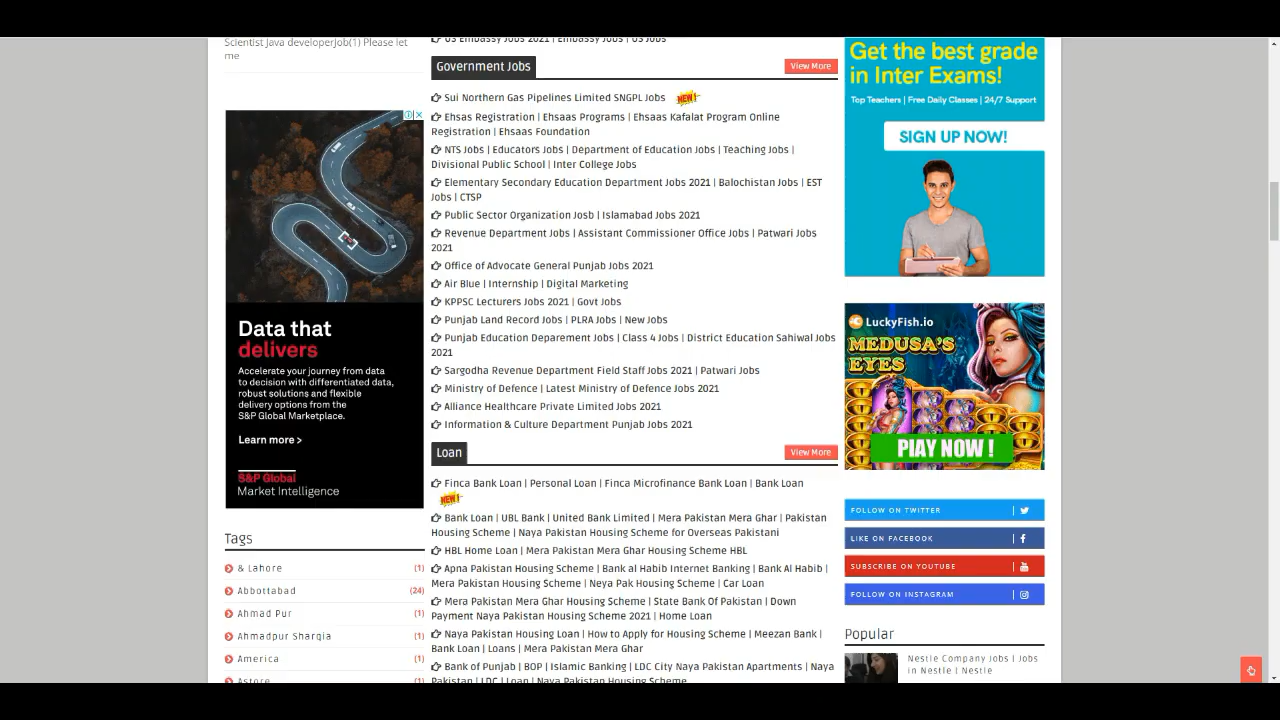 Scientist Java developerJob(1) Please let
me
Data that
delivers
Accelerate your journey from data
to decision with differentiated data,
robust solutions and flexible
delivery options from the
S&P Global Marketplace.
Learn more >
S&P Global
Market Intelligence
Tags
& Lahore (1)
Abbottabad (24)
Ahmad Pur (1)
Ahmadpur Sharqia (1)
America (1)
Astore (1)
US Embassy Jobs 2021 | Embassy Jobs | US Jobs
Government Jobs View More
Sui Northern Gas Pipelines Limited SNGPL Jobs NEW!
Ehsas Registration | Ehsaas Programs | Ehsaas Kafalat Program Online
Registration | Ehsaas Foundation
NTS Jobs | Educators Jobs | Department of Education Jobs | Teaching Jobs |
Divisional Public School | Inter College Jobs
Elementary Secondary Education Department Jobs 2021 | Balochistan Jobs | EST
Jobs | CTSP
Public Sector Organization Josb | Islamabad Jobs 2021
Revenue Department Jobs | Assistant Commissioner Office Jobs | Patwari Jobs
2021
Office of Advocate General Punjab Jobs 2021
Air Blue | Internship | Digital Marketing
KPPSC Lecturers Jobs 2021 | Govt Jobs
Punjab Land Record Jobs | PLRA Jobs | New Jobs
Punjab Education Deparement Jobs | Class 4 Jobs | District Education Sahiwal Jobs
2021
Sargodha Revenue Department Field Staff Jobs 2021 | Patwari Jobs
Ministry of Defence | Latest Ministry of Defence Jobs 2021
Alliance Healthcare Private Limited Jobs 2021
Information & Culture Department Punjab Jobs 2021
Loan View More
Finca Bank Loan | Personal Loan | Finca Microfinance Bank Loan | Bank Loan
NEW!
Bank Loan | UBL Bank | United Bank Limited | Mera Pakistan Mera Ghar | Pakistan
Housing Scheme | Naya Pakistan Housing Scheme for Overseas Pakistani
HBL Home Loan | Mera Pakistan Mera Ghar Housing Scheme HBL
Apna Pakistan Housing Scheme | Bank al Habib Internet Banking | Bank Al Habib |
Mera Pakistan Housing Scheme | Neya Pak Housing Scheme | Car Loan
Mera Pakistan Mera Ghar Housing Scheme | State Bank Of Pakistan | Down
Payment Naya Pakistan Housing Scheme 2021 | Home Loan
Naya Pakistan Housing Loan | How to Apply for Housing Scheme | Meezan Bank |
Bank Loan | Loans | Mera Pakistan Mera Ghar
Bank of Punjab | BOP | Islamic Banking | LDC City Naya Pakistan Apartments | Naya
Pakistan | LDC | Loan | Naya Pakistan Housing Scheme
Get the best grade
in Inter Exams!
Top Teachers | Free Daily Classes | 24/7 Support
SIGN UP NOW!
LuckyFish.io
MEDUSA'S
EYES
PLAY NOW !
FOLLOW ON TWITTER
LIKE ON FACEBOOK
SUBSCRIBE ON YOUTUBE
FOLLOW ON INSTAGRAM
Popular
Nestle Company Jobs | Jobs
in Nestle | Nestle